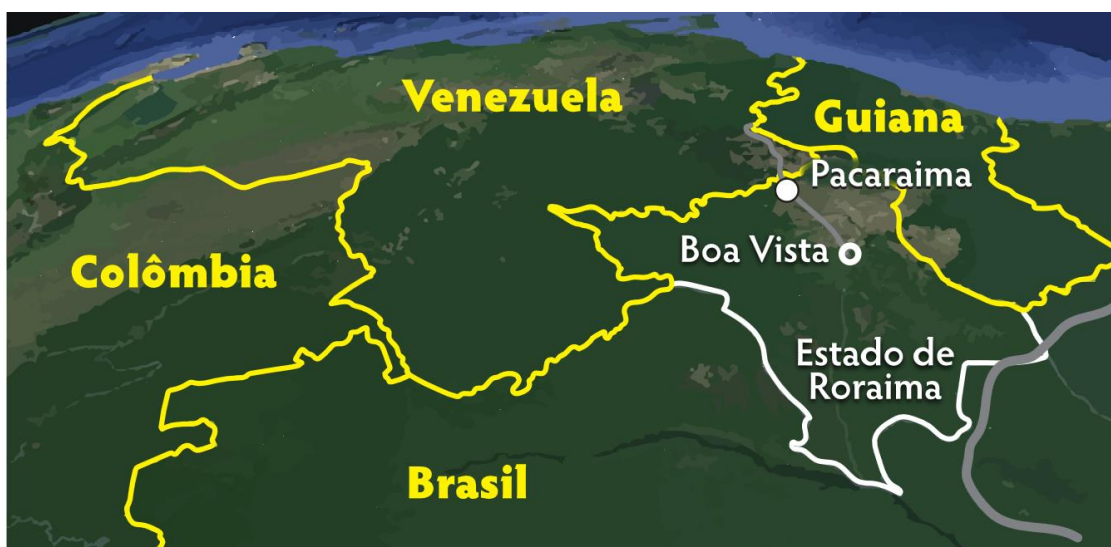 Venezuela
Guiana
Pacaraima
Boa Vista
Colômbia
Estado de
Roraima
Brasil